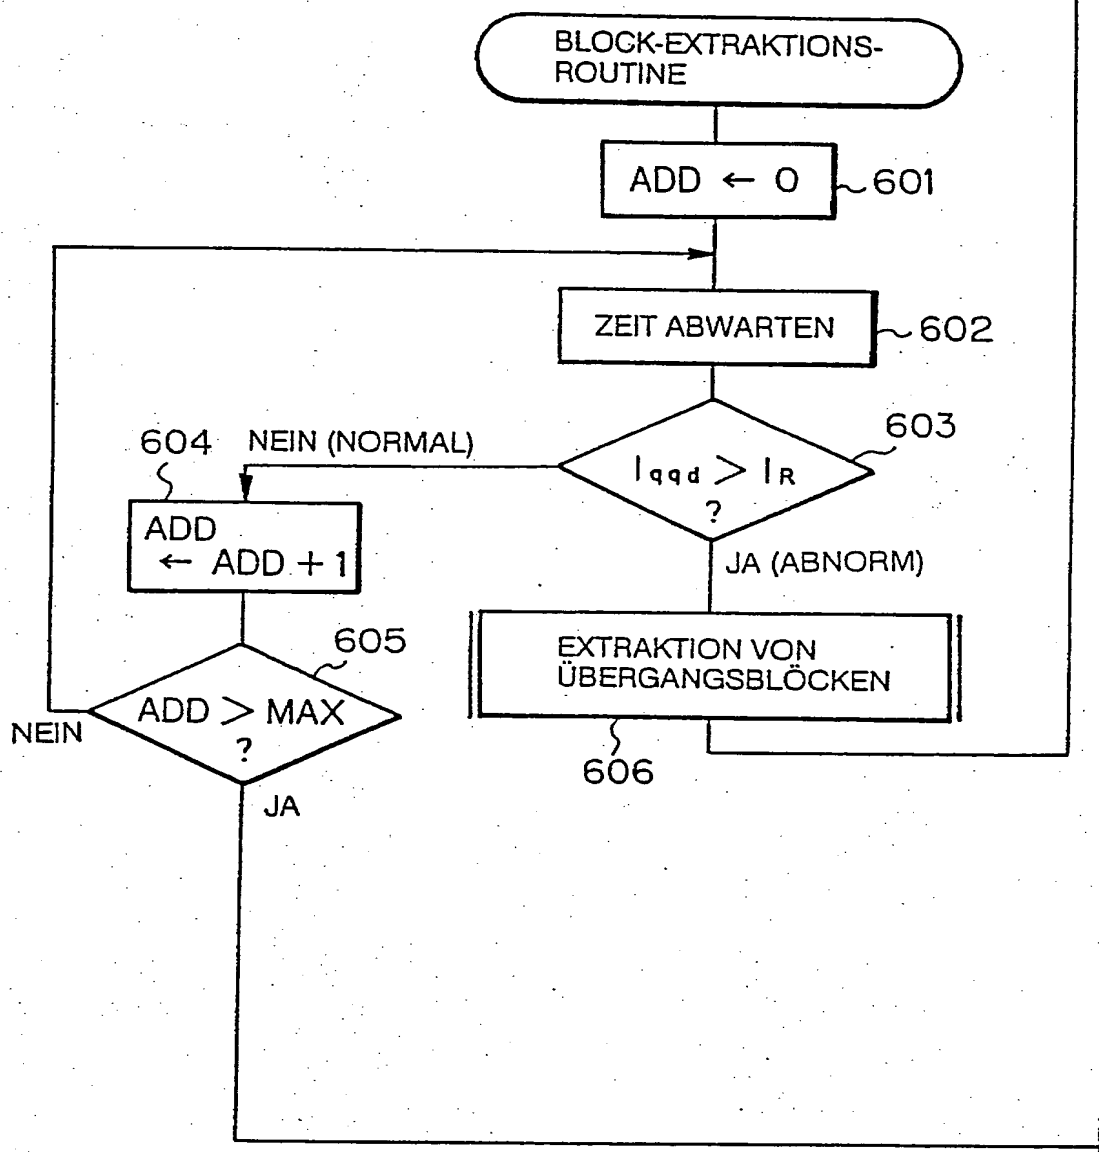 BLOCK-EXTRAKTIONS-
ROUTINE
ADD ← 0
601
ZEIT ABWARTEN
602
603
Iqqd > IR
?
NEIN (NORMAL)
604
ADD
← ADD + 1
JA (ABNORM)
605
ADD > MAX
?
NEIN
JA
EXTRAKTION VON
ÜBERGANGSBLÖCKEN
606